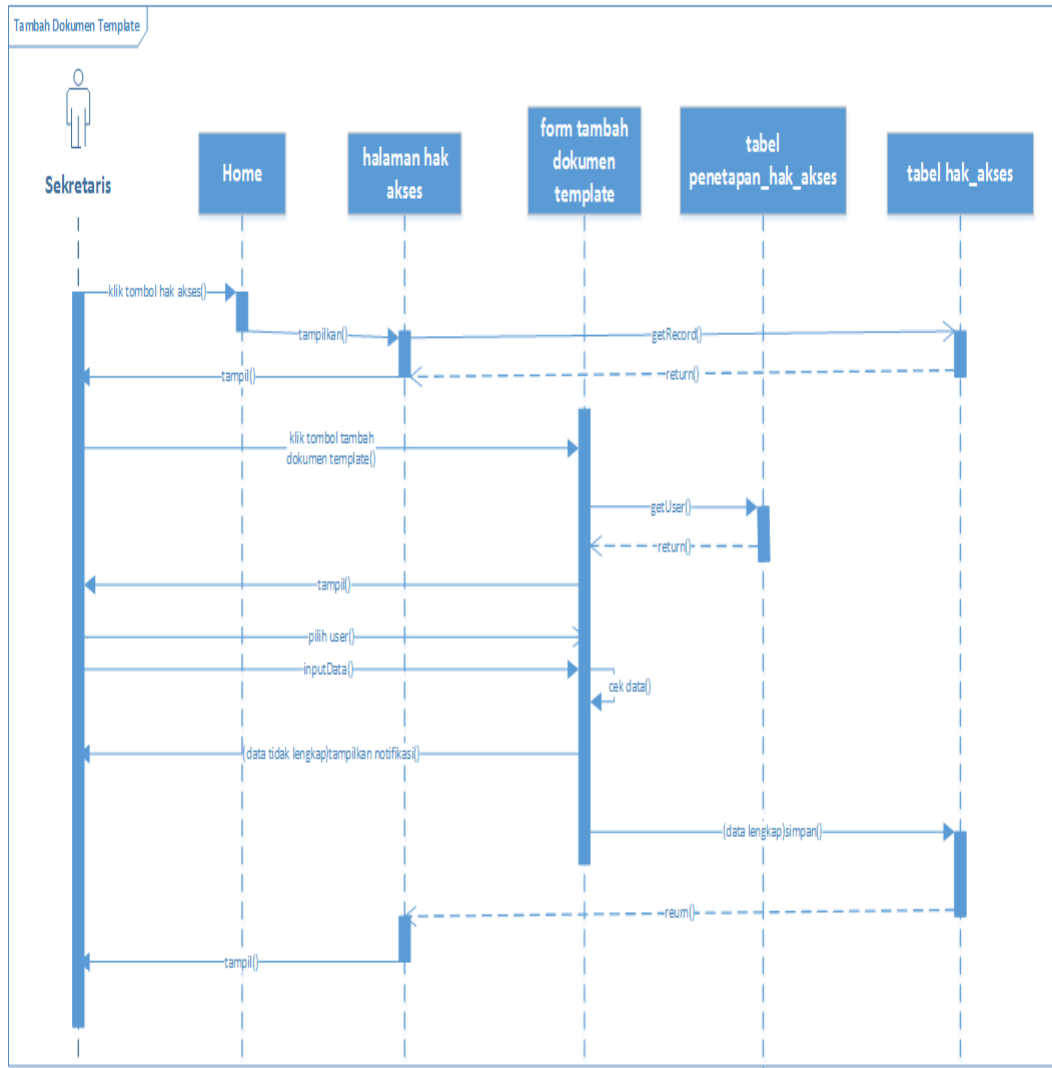 Tambah Dokumen Template
Sekretaris
Home
halaman hak
akses
form tambah
dokumen
template
tabel
penetapan_hak_akses
tabel hak_akses
klik tombol hak akses()
tampilkan()
getRecord()
tampil()
return()
klik tombol tambah
dokumen template()
getUser()
return()
tampil()
pilih user()
inputData()
cek data()
(data tidak lengkap)tampilkan notifikasi()
(data lengkap)simpan()
reurn()
tampil()